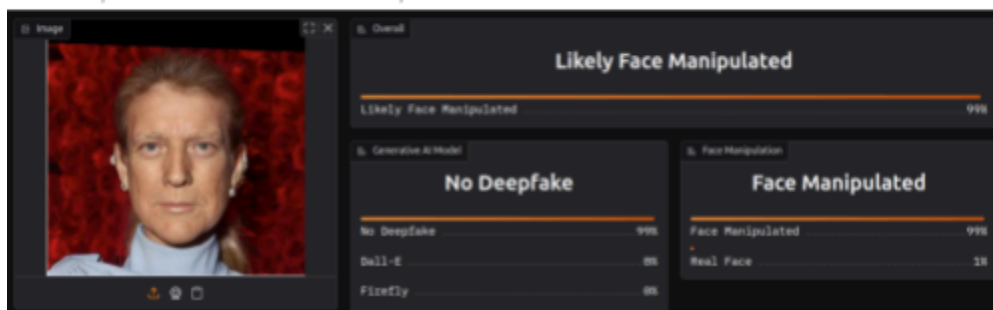 Image
Overall
Likely Face Manipulated
Likely Face Manipulated 99%
Generative AI Model
No Deepfake
No Deepfake 99%
Dall-E 0%
Firefly 0%
Face Manipulation
Face Manipulated
Face Manipulated 99%
Real Face 1%